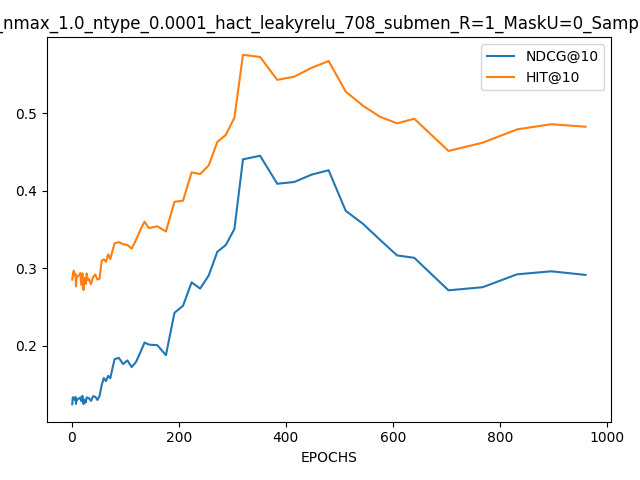 _nmax_1.0_ntype_0.0001_hact_leakyrelu_708_submen_R=1_MaskU=0_Samp
NDCG@10
HIT@10
0.5
0.4
0.3
0.2
0 200 400 600 800 1000
EPOCHS